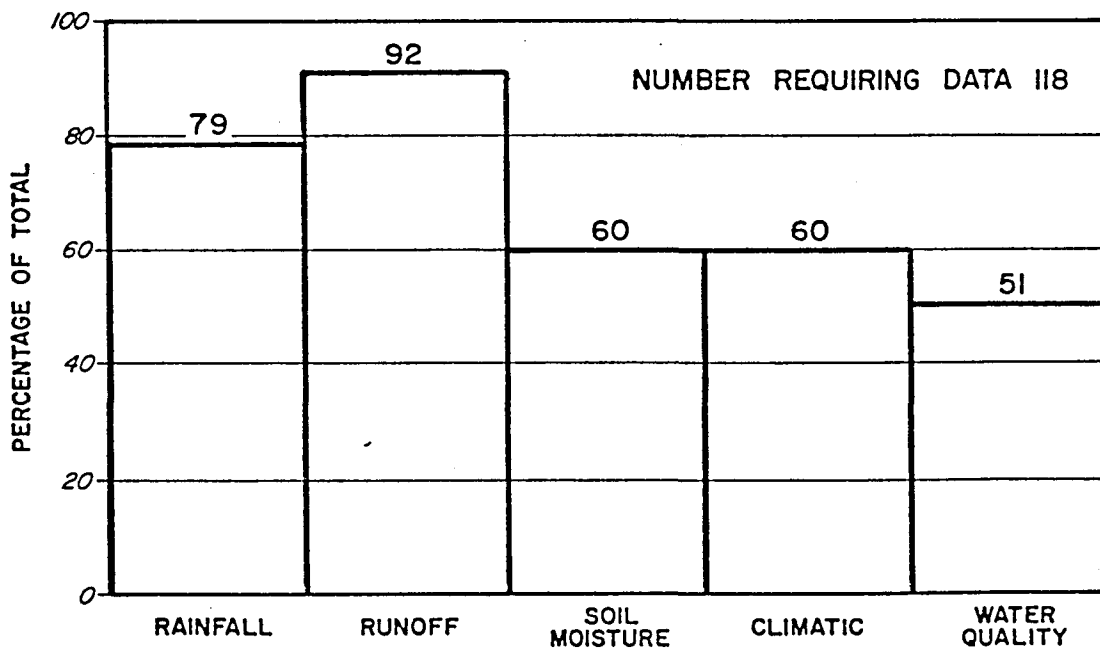 100
92
NUMBER REQUIRING DATA 118
79
80
PERCENTAGE OF TOTAL
60
60
60
51
40
20
0
RAINFALL
RUNOFF
SOIL
MOISTURE
CLIMATIC
WATER
QUALITY